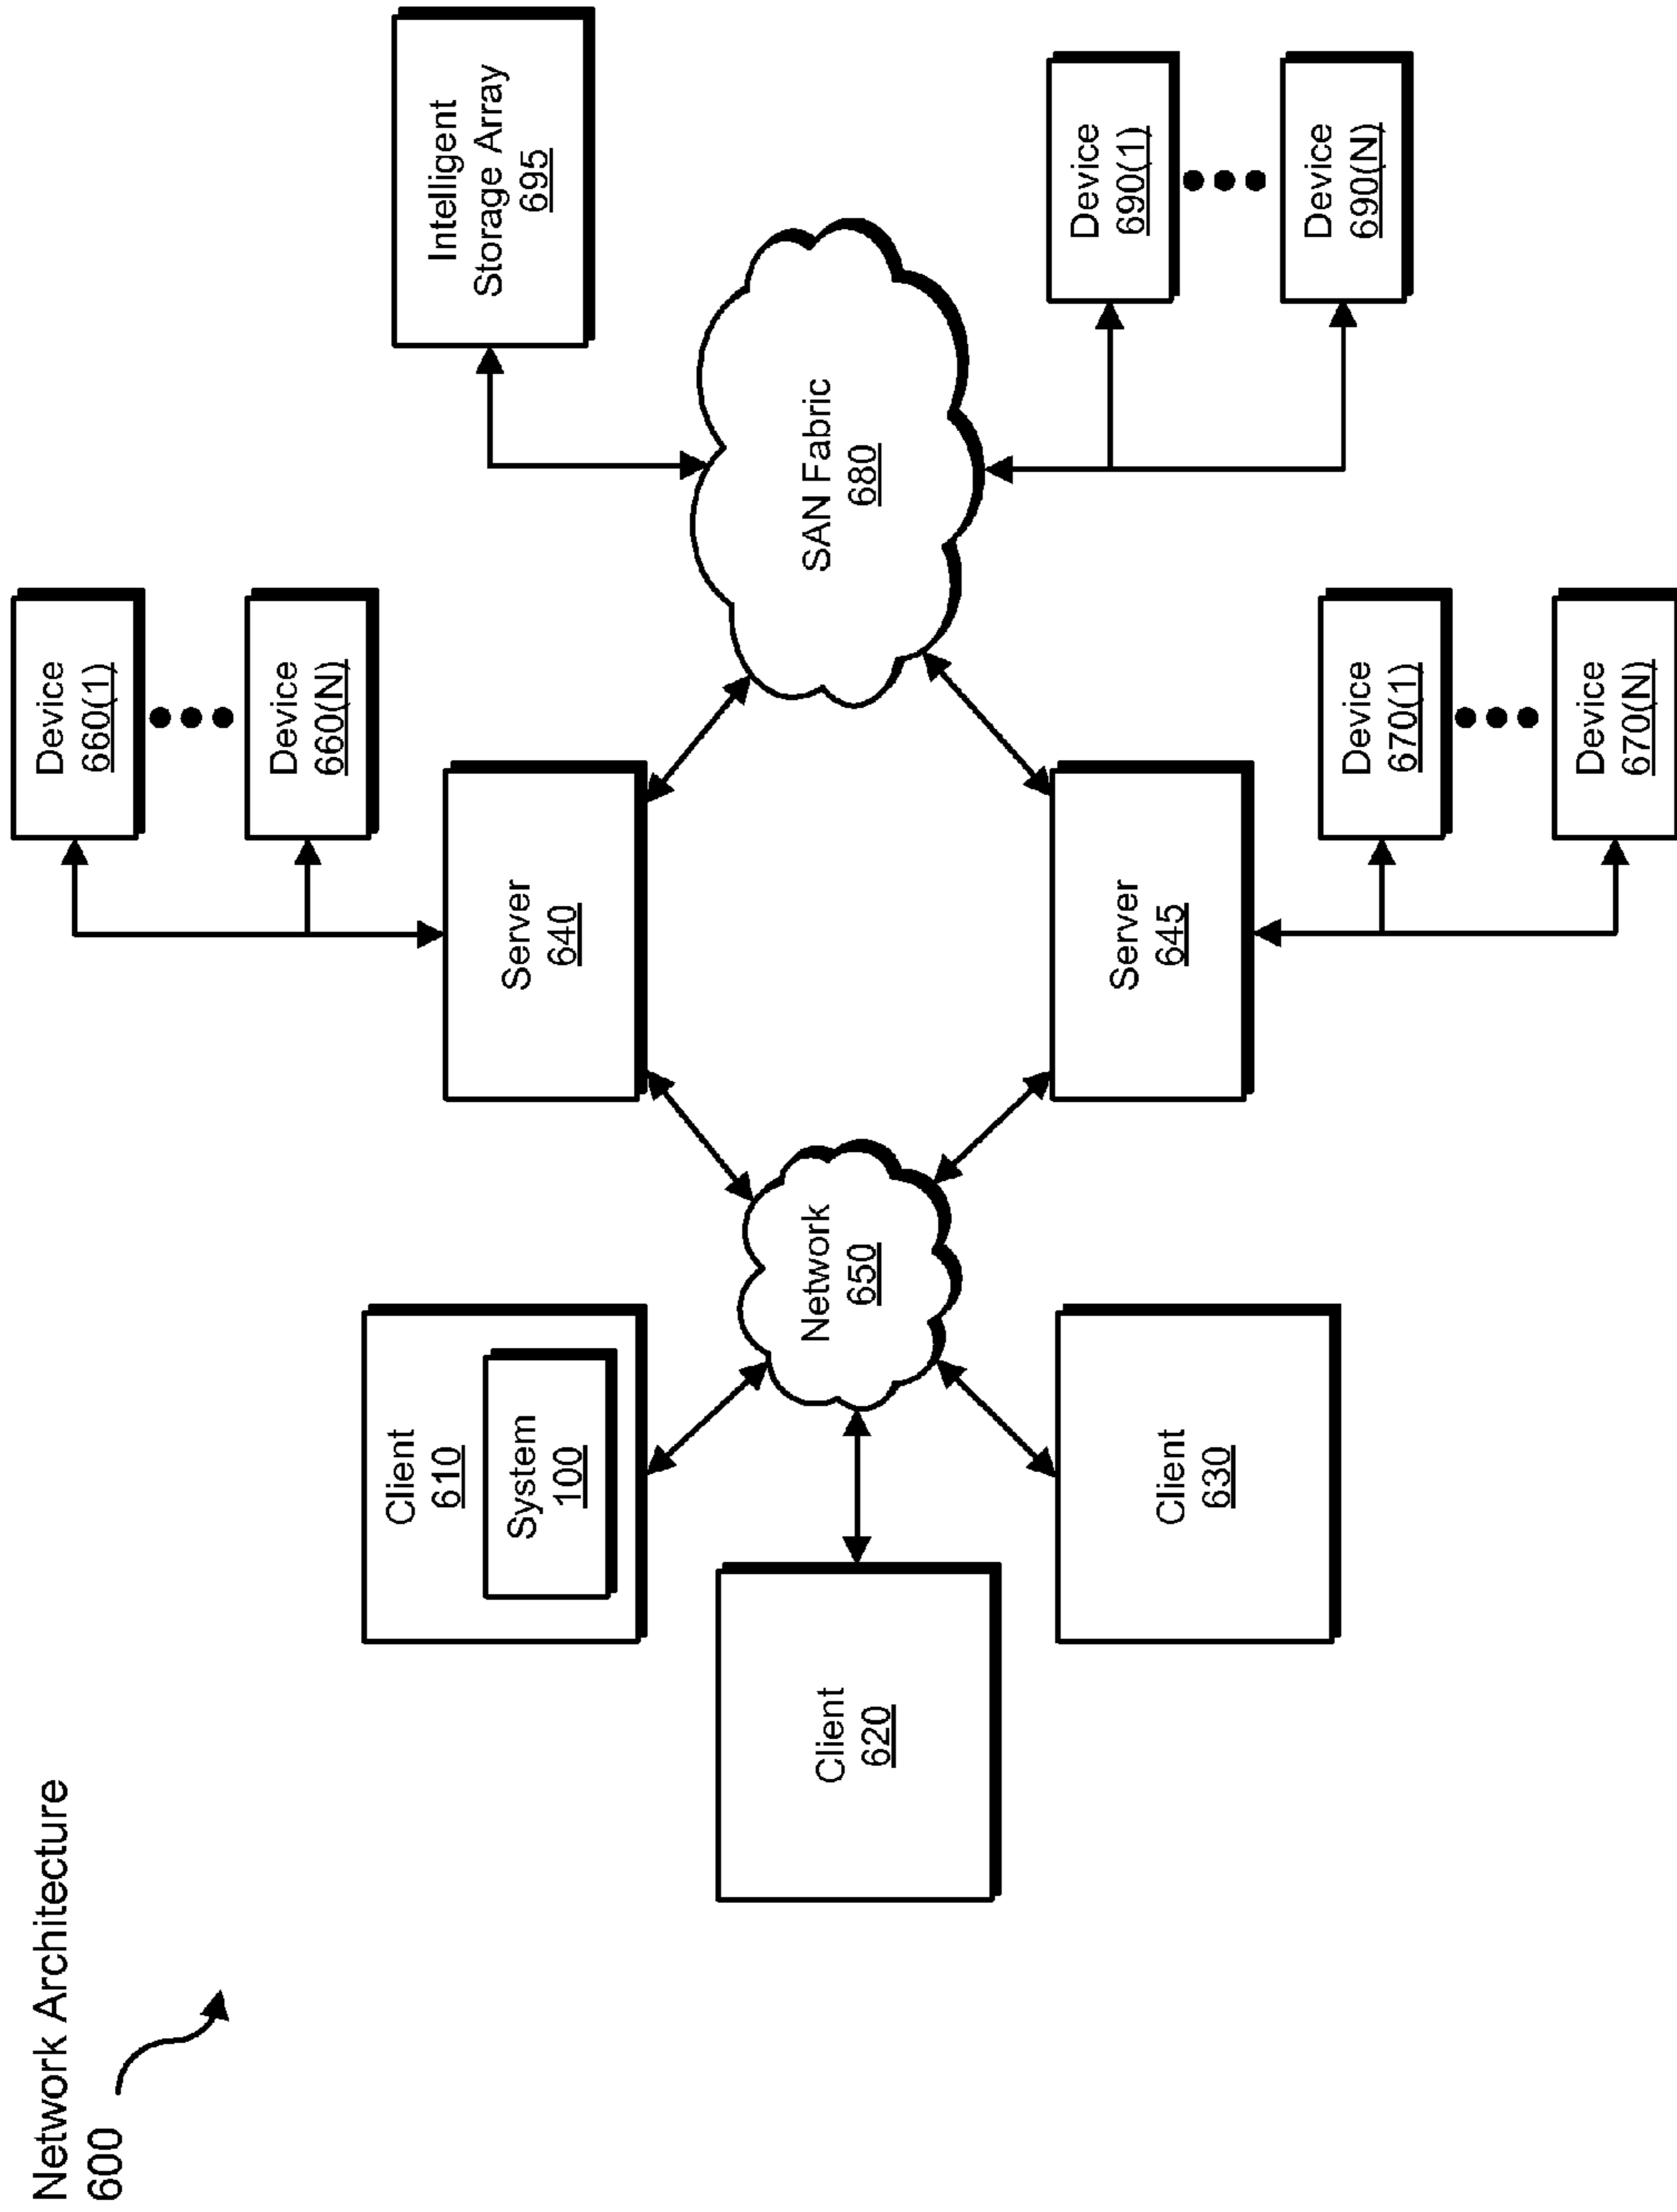 Network Architecture
600
Client
610
System
100
Client
620
Client
630
Network
650
Server
640
Server
645
Device
660(1)
Device
660(N)
Device
670(1)
Device
670(N)
SAN Fabric
680
Intelligent
Storage Array
695
Device
690(1)
Device
690(N)